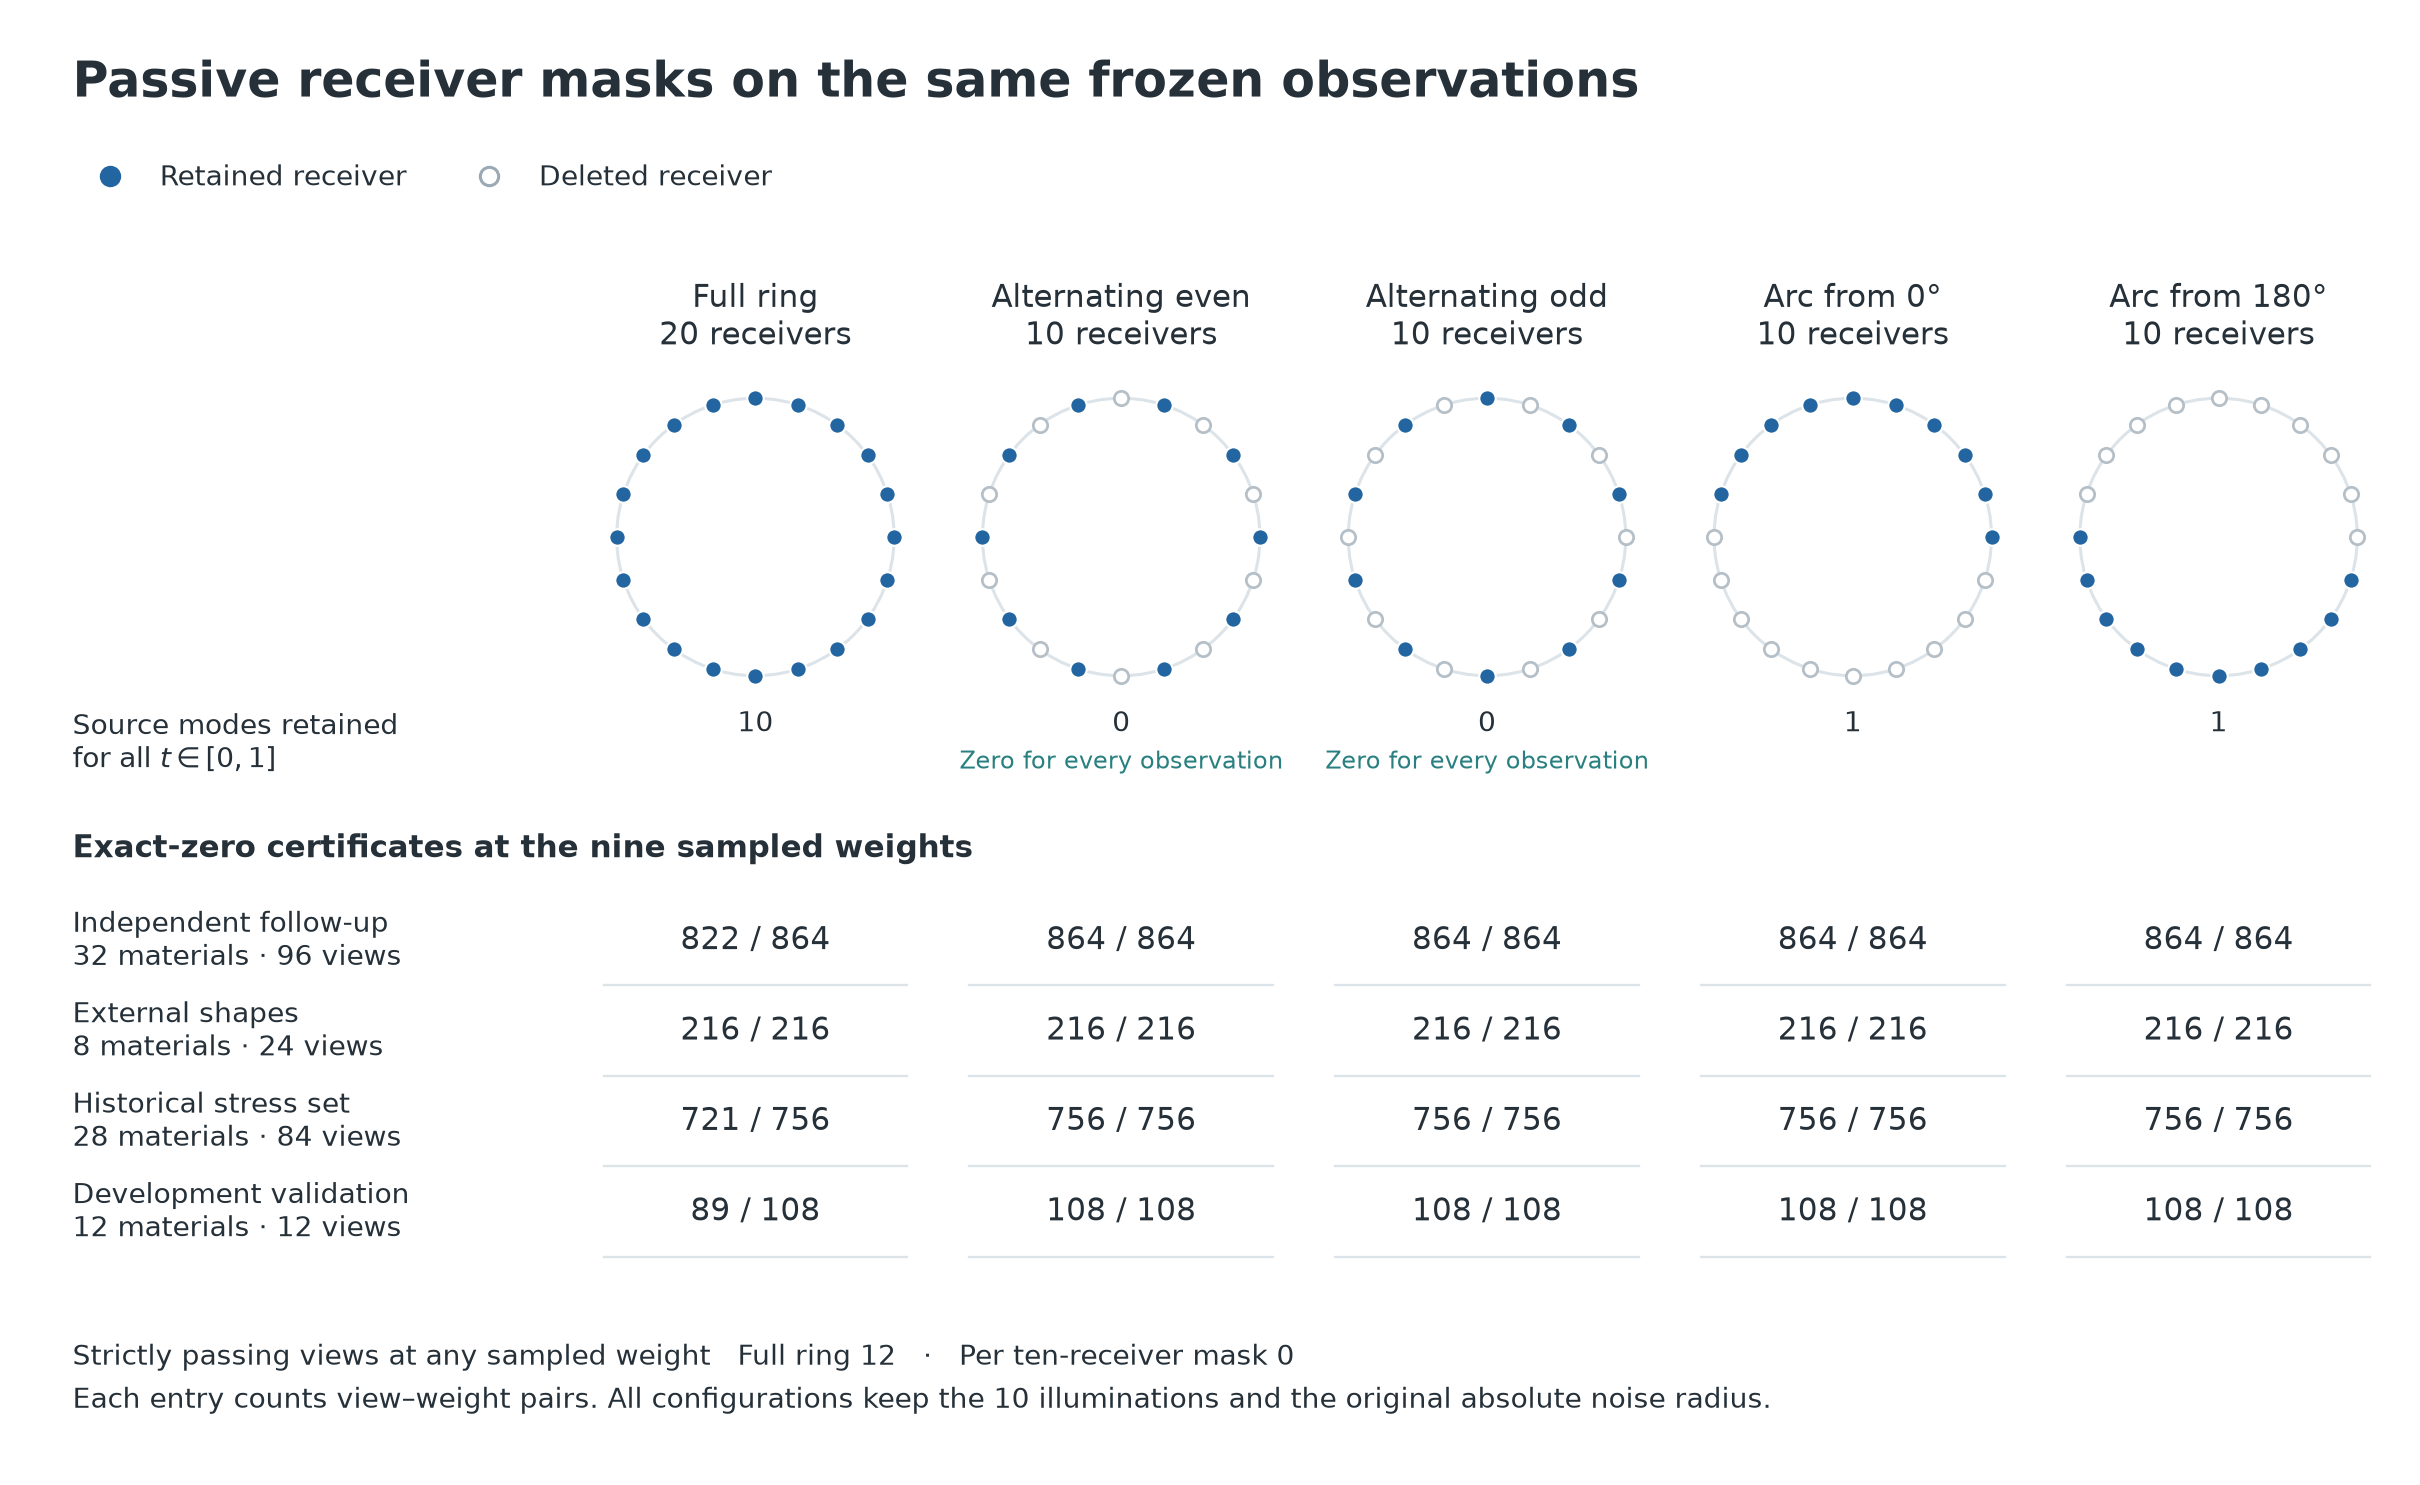 Passive receiver masks on the same frozen observations
Retained receiver
Deleted receiver
Full ring
20 receivers
Alternating even
10 receivers
Alternating odd
10 receivers
Arc from 0°
10 receivers
Arc from 180°
10 receivers
Source modes retained
for all t ∈ [0, 1]
10
0
0
1
1
Zero for every observation
Zero for every observation
Exact-zero certificates at the nine sampled weights
Independent follow-up
32 materials · 96 views
822 / 864
864 / 864
864 / 864
864 / 864
864 / 864
External shapes
8 materials · 24 views
216 / 216
216 / 216
216 / 216
216 / 216
216 / 216
Historical stress set
28 materials · 84 views
721 / 756
756 / 756
756 / 756
756 / 756
756 / 756
Development validation
12 materials · 12 views
89 / 108
108 / 108
108 / 108
108 / 108
108 / 108
Strictly passing views at any sampled weight   Full ring 12   ·   Per ten-receiver mask 0
Each entry counts view–weight pairs. All configurations keep the 10 illuminations and the original absolute noise radius.